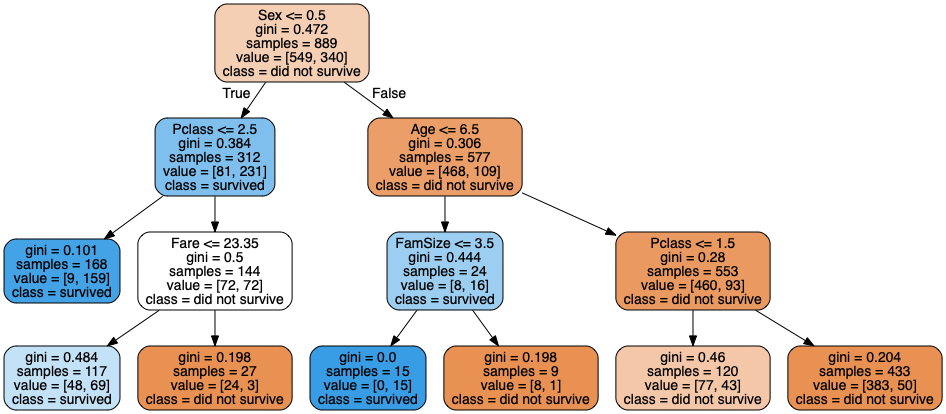 Sex <= 0.5
gini = 0.472
samples = 889
value = [549, 340]
class = did not survive
True
False
Pclass <= 2.5
gini = 0.384
samples = 312
value = [81, 231]
class = survived
Age <= 6.5
gini = 0.306
samples = 577
value = [468, 109]
class = did not survive
gini = 0.101
samples = 168
value = [9, 159]
class = survived
Fare <= 23.35
gini = 0.5
samples = 144
value = [72, 72]
class = did not survive
FamSize <= 3.5
gini = 0.444
samples = 24
value = [8, 16]
class = survived
Pclass <= 1.5
gini = 0.28
samples = 553
value = [460, 93]
class = did not survive
gini = 0.484
samples = 117
value = [48, 69]
class = survived
gini = 0.198
samples = 27
value = [24, 3]
class = did not survive
gini = 0.0
samples = 15
value = [0, 15]
class = survived
gini = 0.198
samples = 9
value = [8, 1]
class = did not survive
gini = 0.46
samples = 120
value = [77, 43]
class = did not survive
gini = 0.204
samples = 433
value = [383, 50]
class = did not survive